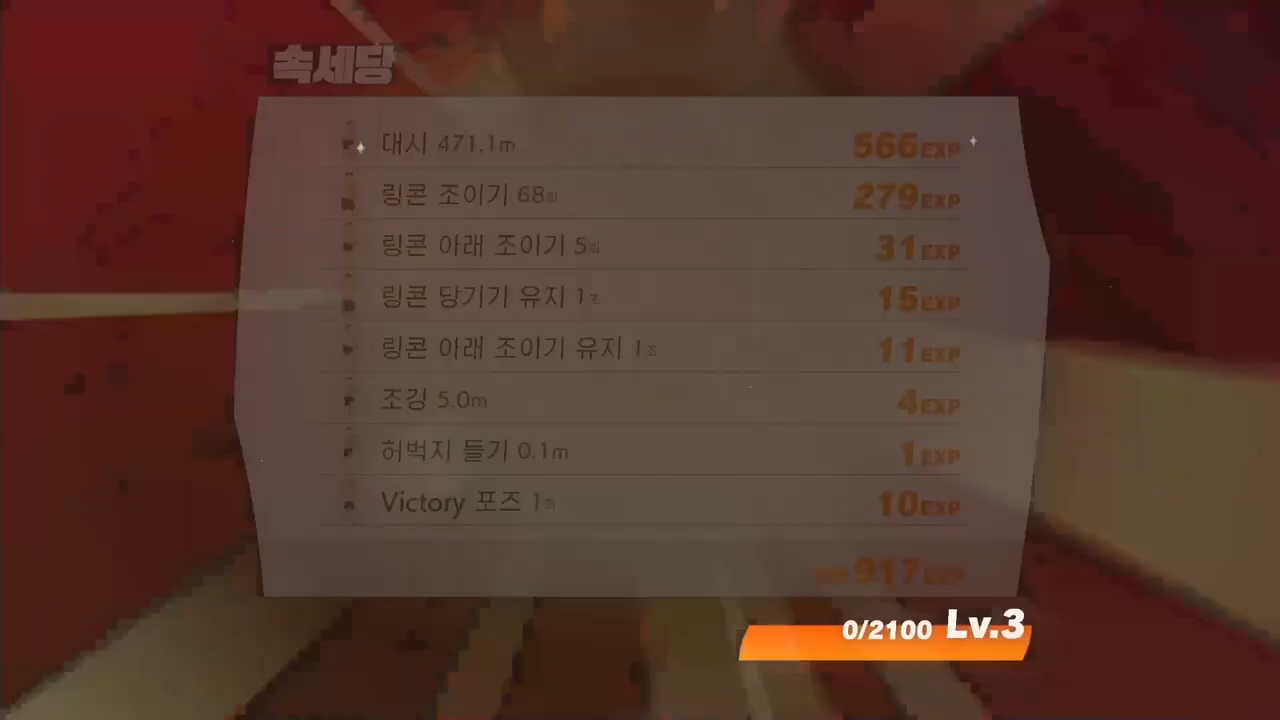 속세당
대시 471.1m 566EXP
링콘 조이기 68회 279EXP
링콘 아래 조이기 5회 31EXP
링콘 당기기 유지 1초 15EXP
링콘 아래 조이기 유지 1초 11EXP
조깅 5.0m 4EXP
허벅지 들기 0.1m 1EXP
Victory 포즈 1회 10EXP
917EXP
0/2100 Lv.3